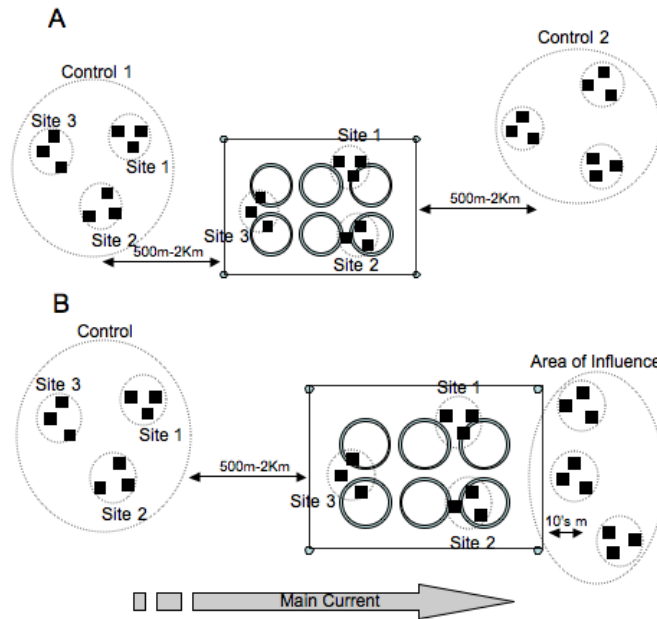 A
Control 2
Control 1
Site 3
Site 1
Site 1
500m-2Km
Site 3
Site 2
Site 2
500m-2Km
B
Control
Area of Influence
Site 3
Site 1
Site 1
500m-2Km
Site 3
Site 2
10's m
Site 2
Main Current